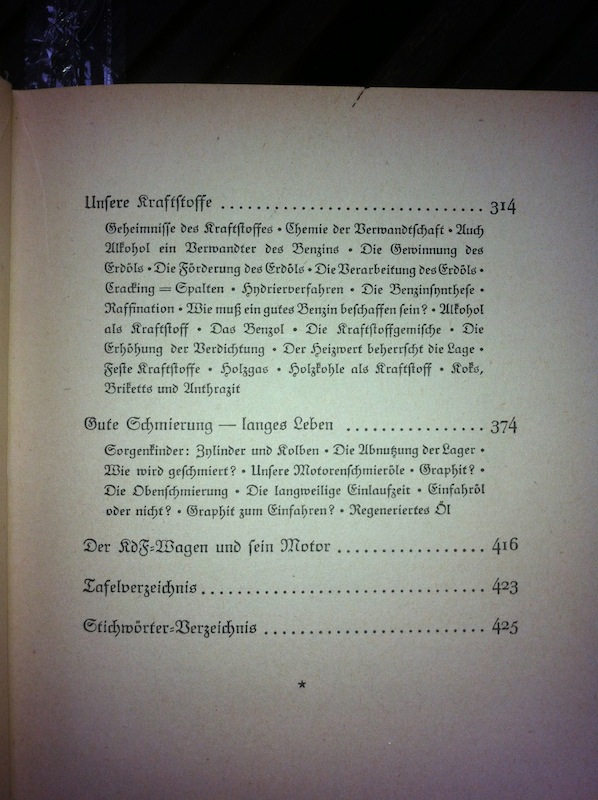 Unsere Kraftstoffe ............................ 314
Geheimnisse des Kraftstoffes • Chemie der Verwandtschaft • Auch
Alkohol ein Verwandter des Benzins • Die Gewinnung des
Erdöls • Die Förderung des Erdöls • Die Verarbeitung des Erdöls •
Cracking = Spalten • Hydrierverfahren • Die Benzinsynthese •
Raffination • Wie muß ein gutes Benzin beschaffen sein? • Alkohol
als Kraftstoff • Das Benzol • Die Kraftstoffgemische • Die
Erhöhung der Verdichtung • Der Heizwert beherrscht die Lage •
Feste Kraftstoffe • Holzgas • Holzkohle als Kraftstoff • Koks,
Briketts und Anthrazit
Gute Schmierung — langes Leben ............... 374
Sorgenkinder: Zylinder und Kolben • Die Abnutzung der Lager •
Wie wird geschmiert? • Unsere Motorenschmieröle • Graphit? •
Die Obenschmierung • Die langweilige Einlaufzeit • Einfahröl
oder nicht? • Graphit zum Einfahren? • Regeneriertes Öl
Der KdF-Wagen und sein Motor ................ 416
Tafelverzeichnis .............................. 423
Stichwörter-Verzeichnis ........................ 425
*